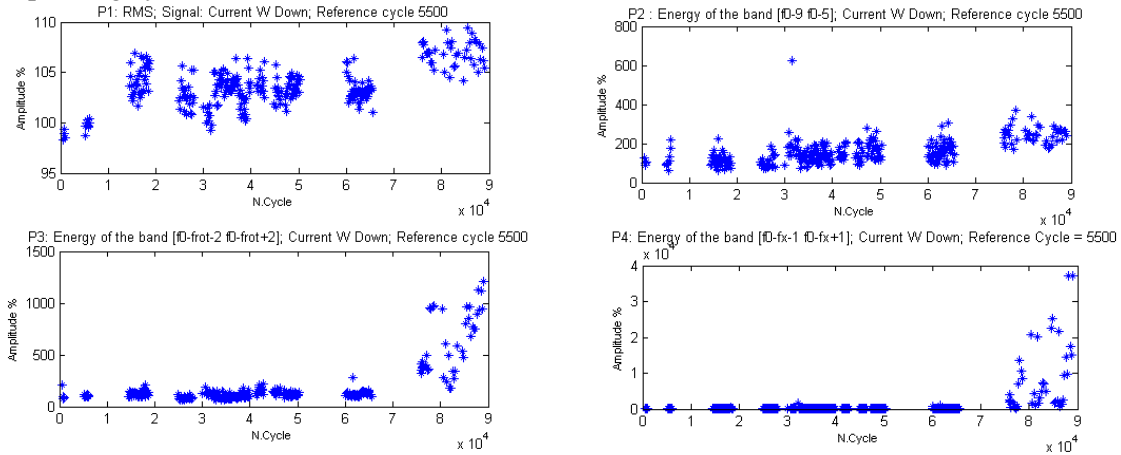 P1: RMS; Signal: Current W Down; Reference cycle 5500
110
105
100
95
Amplitude %
0 1 2 3 4 5 6 7 8 9
N.Cycle
x 10^4
P2 : Energy of the band [f0-9 f0-5]; Current W Down; Reference cycle 5500
800
600
400
200
0
Amplitude %
0 1 2 3 4 5 6 7 8 9
N.Cycle
x 10^4
P3: Energy of the band [f0-frot-2 f0-frot+2]; Current W Down; Reference cycle 5500
1500
1000
500
0
Amplitude %
0 1 2 3 4 5 6 7 8 9
N.Cycle
x 10^4
P4: Energy of the band [f0-fx-1 f0-fx+1]; Current W Down; Reference Cycle = 5500
x 10^4
4
3
2
1
0
Amplitude %
0 1 2 3 4 5 6 7 8 9
N.Cycle
x 10^4